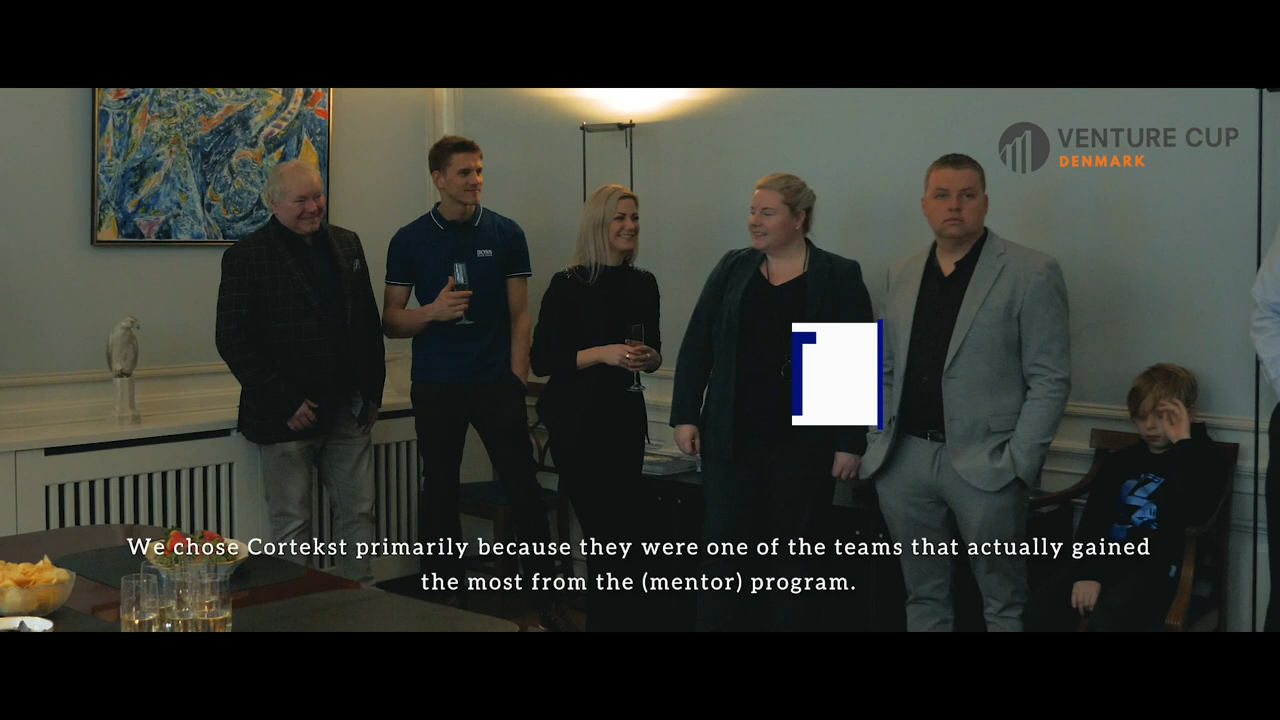 VENTURE CUP
DENMARK
BOSS
We chose Cortekst primarily because they were one of the teams that actually gained
the most from the (mentor) program.